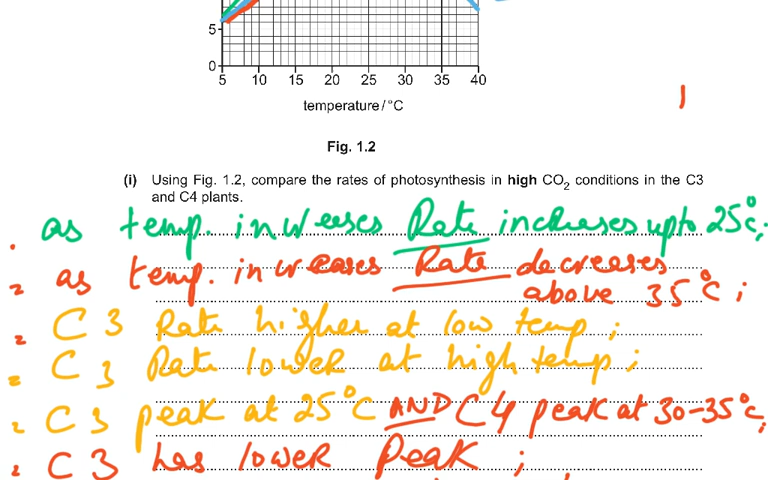 5
0
5 10 15 20 25 30 35 40
temperature / °C
Fig. 1.2
(i) Using Fig. 1.2, compare the rates of photosynthesis in high CO2 conditions in the C3
and C4 plants.
as temp. increases Rate increases upto 25°C;
as temp. increases Rate decreases
above 35°C;
C3 Rate higher at low temp;
C3 Rate lower at high temp;
C3 peak at 25°C AND C4 peak at 30-35°C;
C3 has lower Peak;